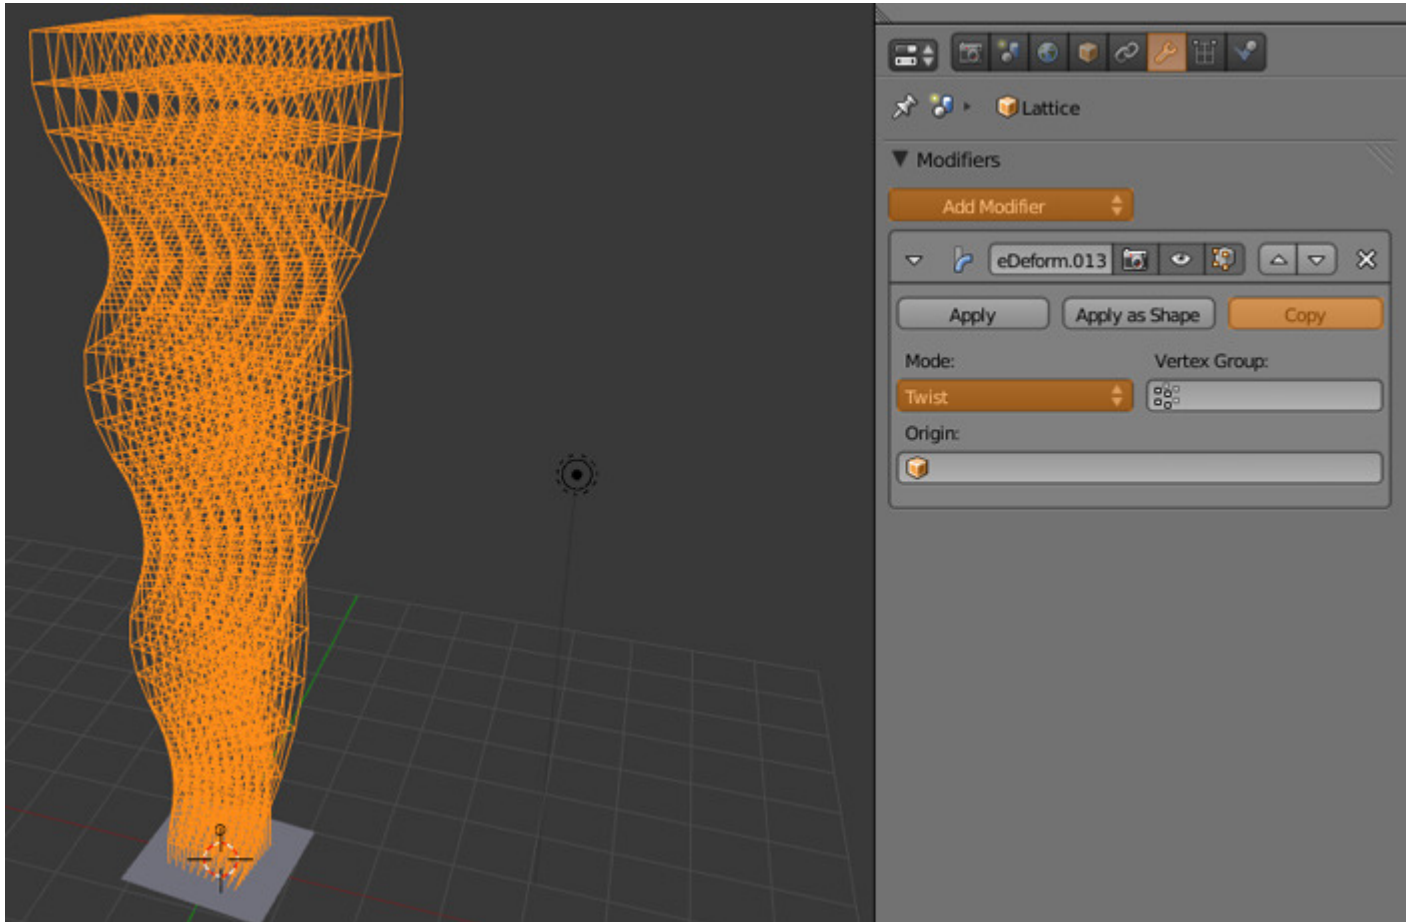 Lattice
Modifiers
Add Modifier
eDeform.013
Apply Apply as Shape Copy
Mode: Vertex Group:
Twist
Origin: